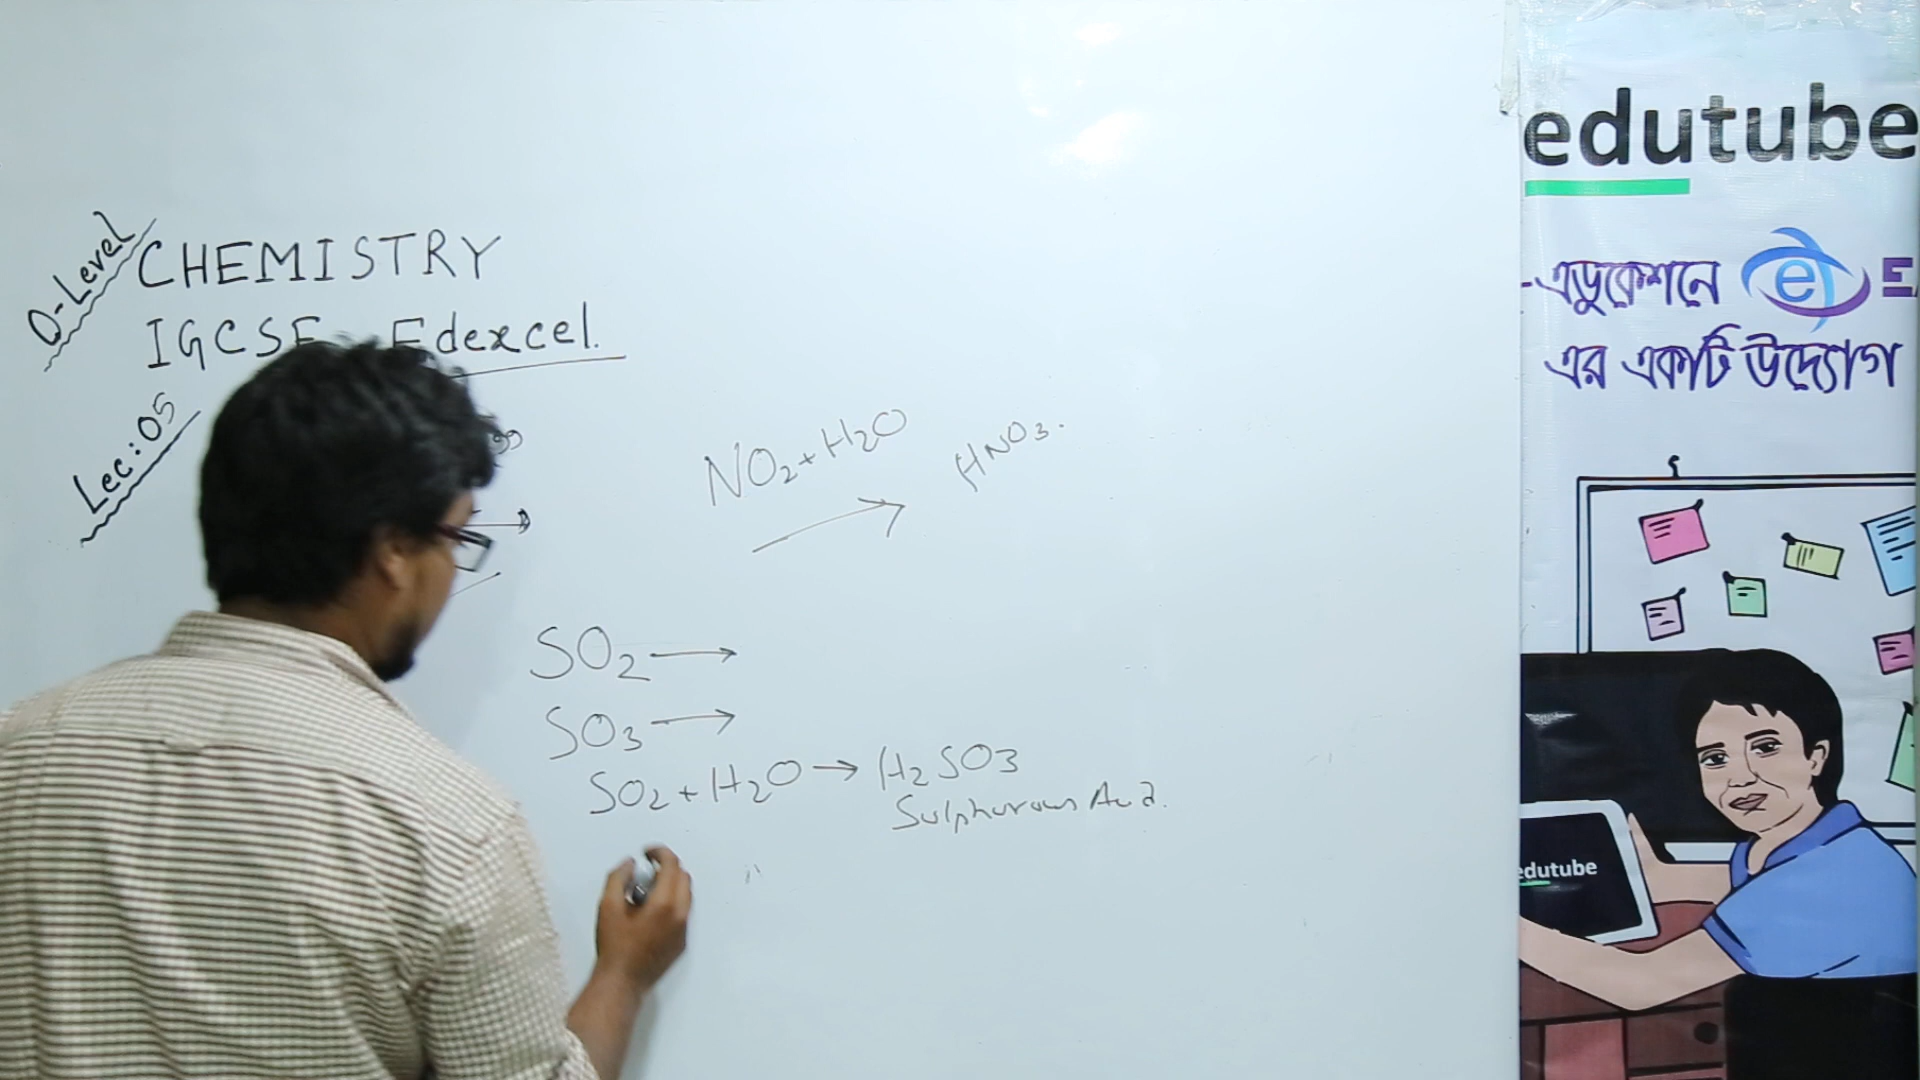 O-Level
CHEMISTRY
IGCSE Edexcel.
Lec:05
NO2+H2O
HNO3.
SO2 →
SO3 →
SO2 + H2O → H2SO3
Sulphurous Acid.
edutube
-এডুকেশনে e E
এর একটি উদ্যোগ
edutube